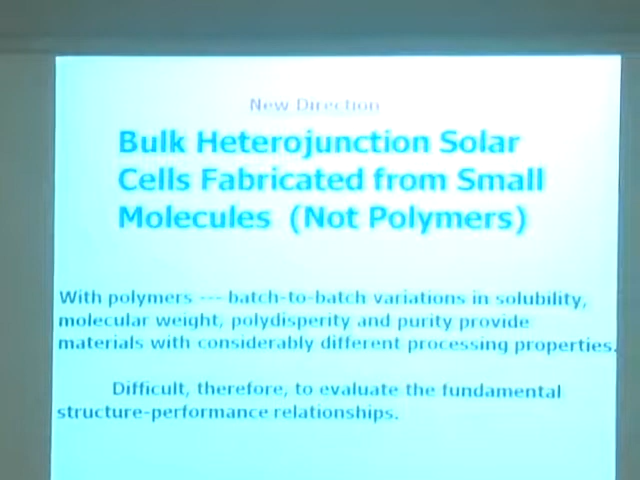 New Direction
Bulk Heterojunction Solar
Cells Fabricated from Small
Molecules (Not Polymers)
With polymers --- batch-to-batch variations in solubility,
molecular weight, polydisperity and purity provide
materials with considerably different processing properties.
Difficult, therefore, to evaluate the fundamental
structure-performance relationships.